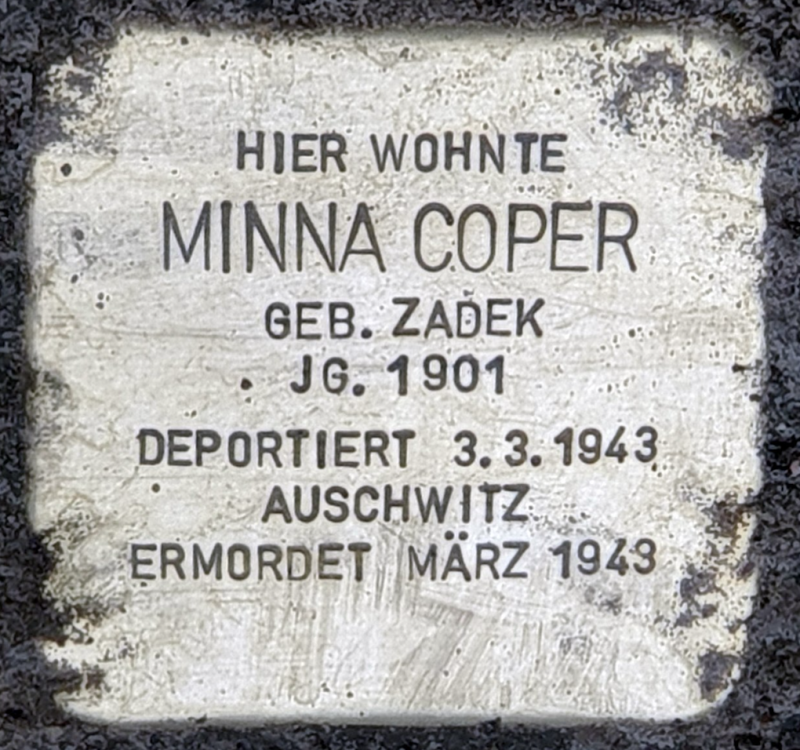 HIER WOHNTE
MINNA COPER
GEB. ZADEK
JG. 1901
DEPORTIERT 3.3.1943
AUSCHWITZ
ERMORDET MÄRZ 1943